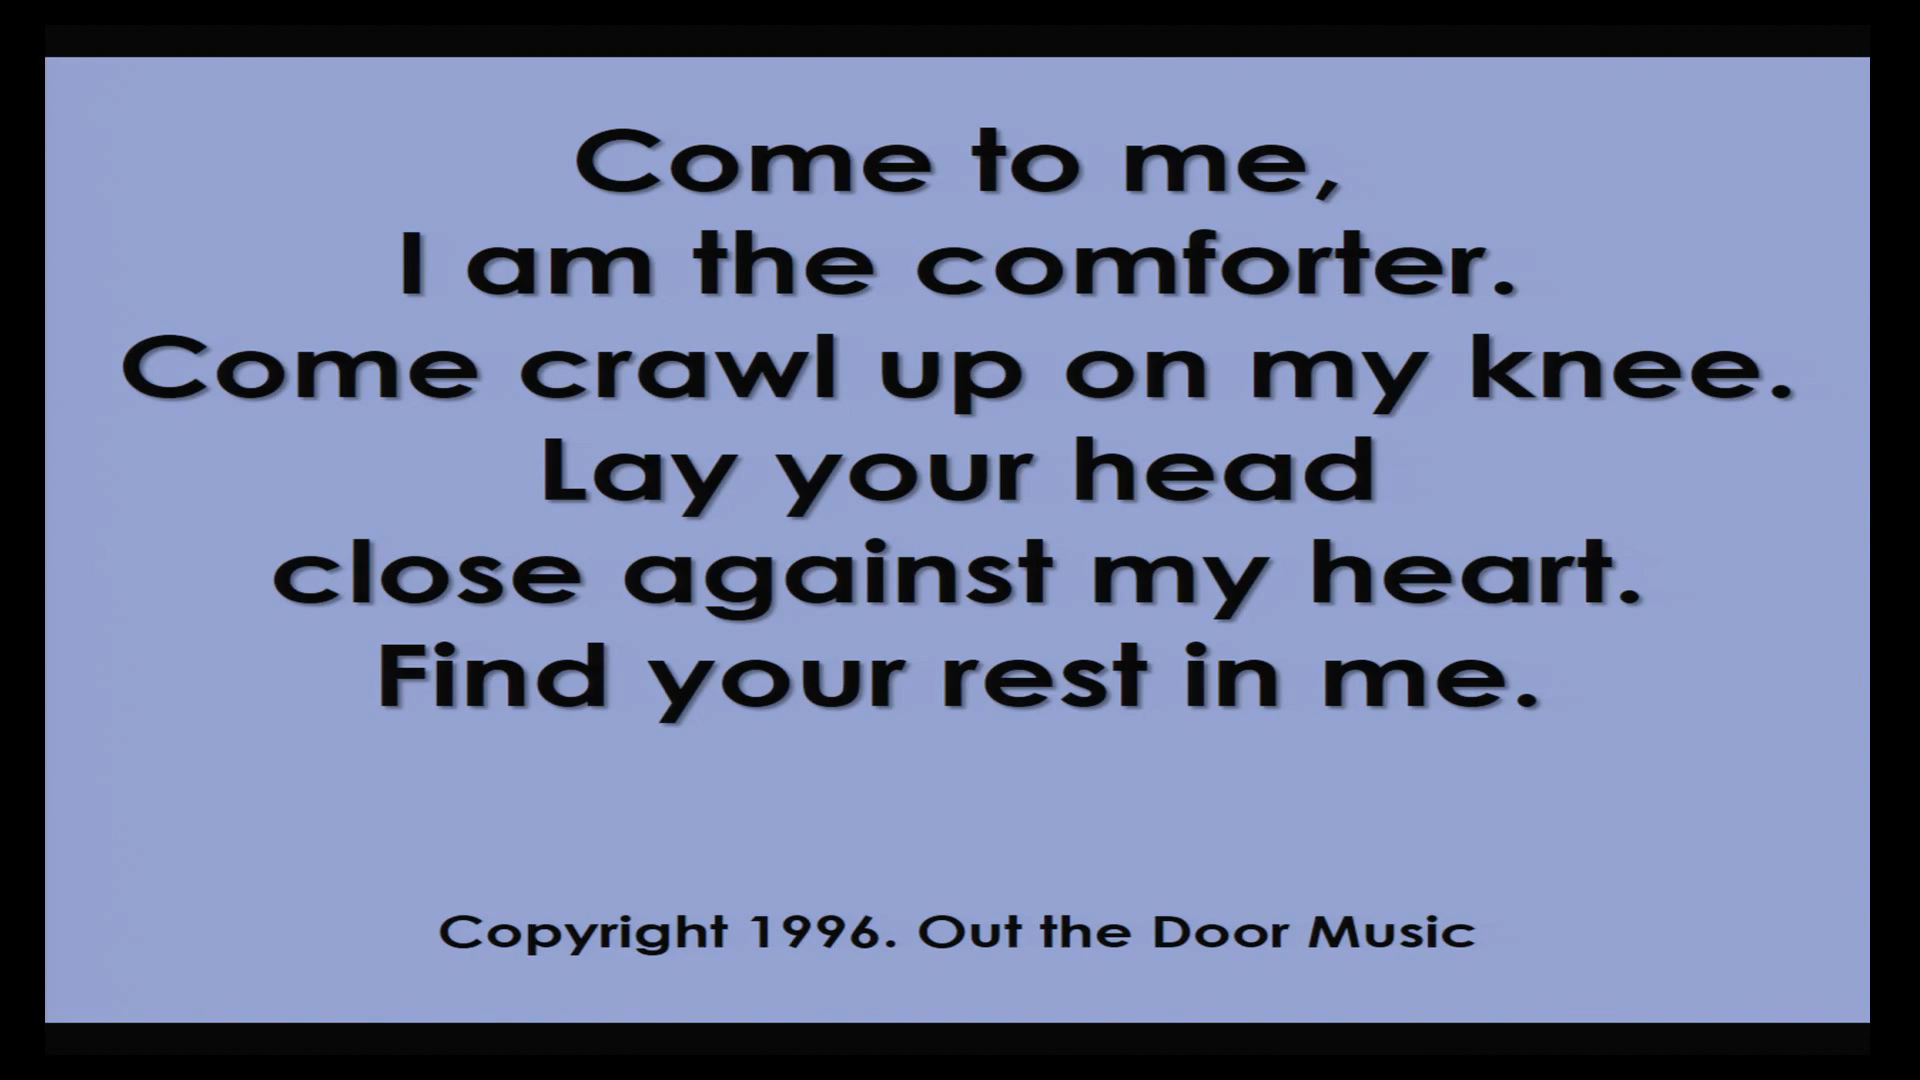 Come to me,
I am the comforter.
Come crawl up on my knee.
Lay your head
close against my heart.
Find your rest in me.
Copyright 1996. Out the Door Music